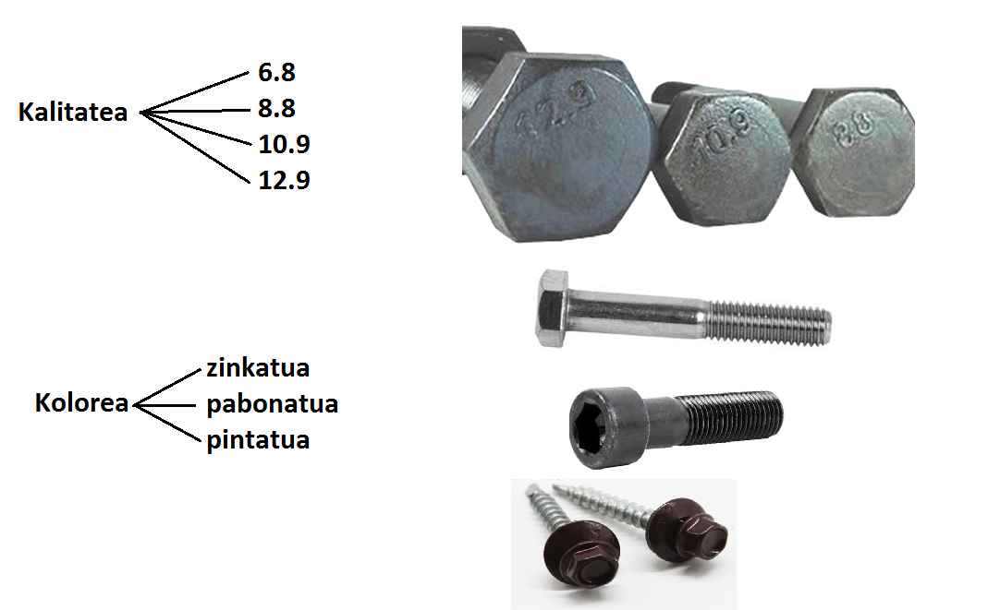 Kalitatea
6.8
8.8
10.9
12.9
12.9
10.9
8.8
Kolorea
zinkatua
pabonatua
pintatua